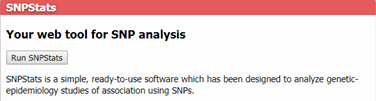 SNPStats
Your web tool for SNP analysis
Run SNPStats
SNPStats is a simple, ready-to-use software which has been designed to analyze genetic-
epidemiology studies of association using SNPs.